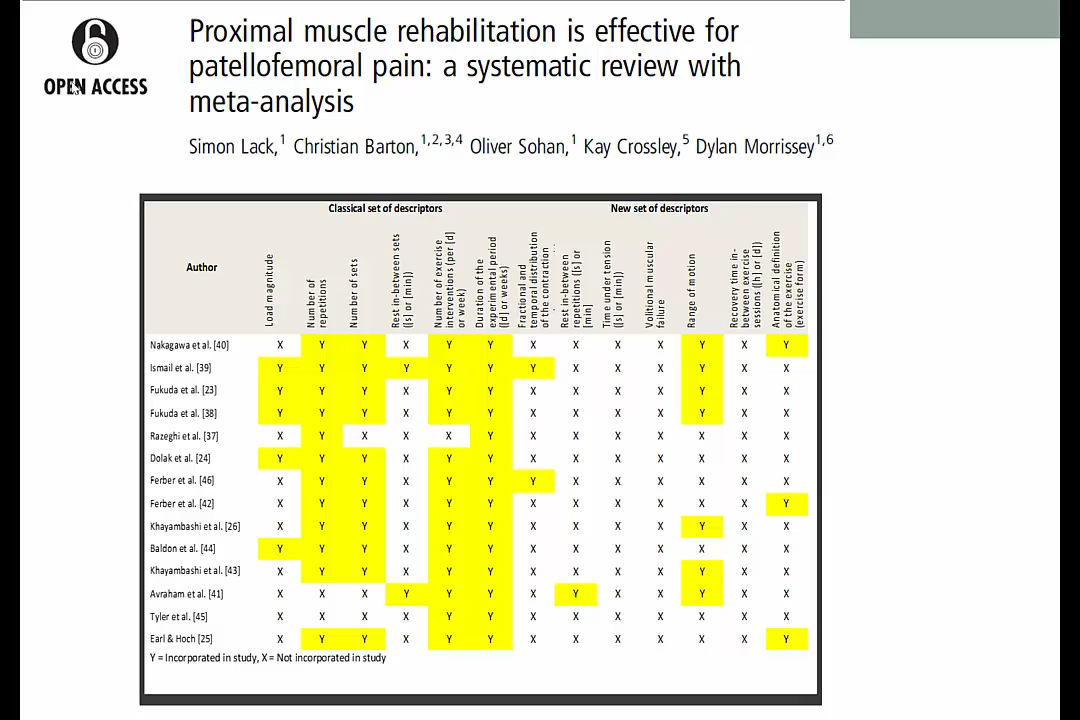 OPEN ACCESS
Proximal muscle rehabilitation is effective for
patellofemoral pain: a systematic review with
meta-analysis
Simon Lack,1 Christian Barton,1,2,3,4 Oliver Sohan,1 Kay Crossley,5 Dylan Morrissey1,6
Classical set of descriptors New set of descriptors
Author
Load magnitude
Number of
repetitions
Number of sets
Rest in-between sets
([s] or [min])
Number of exercise
interventions (per [d]
or week)
Duration of the
experimental period
([d] or weeks)
Fractional and
temporal distribution
of the contraction
Rest in-between
repetitions ([s] or
[min]
Time under tension
([s] or [min])
Volitional muscular
failure
Range of motion
Recovery time in-
between exercise
sessions ([h] or [d])
Anatomical definition
of the exercise
(exercise form)
Nakagawa et al. [40] X Y Y X Y Y X X X X Y X Y
Ismail et al. [39] Y Y Y Y Y Y Y X X X Y X X
Fukuda et al. [23] Y Y Y X Y Y X X X X Y X X
Fukuda et al. [38] Y Y Y X Y Y X X X X Y X X
Razeghi et al. [37] X Y X X X Y X X X X X X X
Dolak et al. [24] Y Y Y X Y Y X X X X X X X
Ferber et al. [46] X Y Y X Y Y Y X X X X X X
Ferber et al. [42] X Y Y X Y Y X X X X X X Y
Khayambashi et al. [26] X Y Y X Y Y X X X X Y X X
Baldon et al. [44] Y Y Y X Y Y X X X X X X X
Khayambashi et al. [43] X Y Y X Y Y X X X X Y X X
Avraham et al. [41] X X X Y Y Y X Y X X Y X X
Tyler et al. [45] X X X X Y Y X X X X X X X
Earl & Hoch [25] X Y Y X Y Y X X X X X X Y
Y = Incorporated in study, X = Not incorporated in study